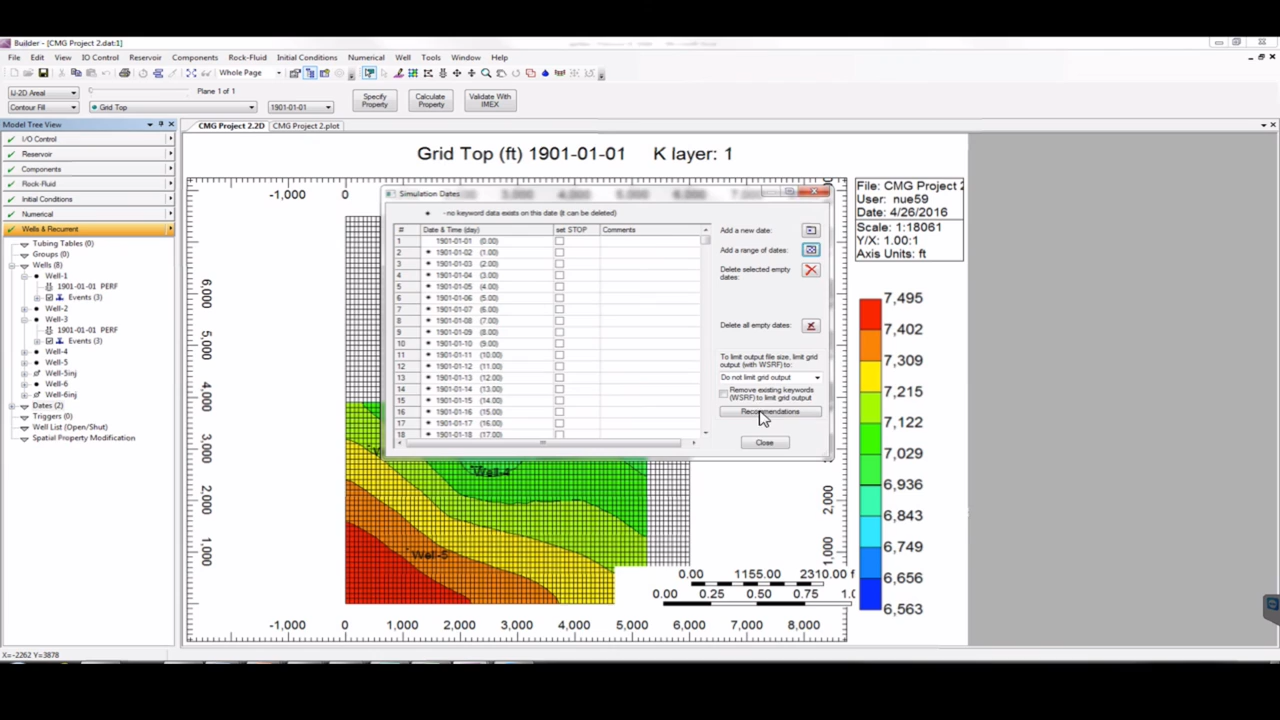 Builder - [CMG Project 2.dat:1]
File Edit View IO Control Reservoir Components Rock-Fluid Initial Conditions Numerical Well Tools Window Help
Whole Page
IJ-2D Areal
Plane 1 of 1
Contour Fill
Grid Top
1901-01-01
Specify Property
Calculate Property
Validate With IMEX
Model Tree View
I/O Control
Reservoir
Components
Rock-Fluid
Initial Conditions
Numerical
Wells & Recurrent
Tubing Tables (0)
Groups (0)
Wells (8)
Well-1
1901-01-01 PERF
Events (3)
Well-2
Well-3
1901-01-01 PERF
Events (3)
Well-4
Well-5
Well-5inj
Well-6
Well-6inj
Dates (2)
Triggers (0)
Well List (Open/Shut)
Spatial Property Modification
CMG Project 2.2D
CMG Project 2.plot
Grid Top (ft) 1901-01-01 K layer: 1
-1,000 0
6,000
5,000
4,000
3,000
2,000
1,000
Simulation Dates
- no keyword data exists on this date (it can be deleted)
# Date & Time (day) set STOP Comments
1 1901-01-01 (0.00)
2 1901-01-02 (1.00)
3 1901-01-03 (2.00)
4 1901-01-04 (3.00)
5 1901-01-05 (4.00)
6 1901-01-06 (5.00)
7 1901-01-07 (6.00)
8 1901-01-08 (7.00)
9 1901-01-09 (8.00)
10 1901-01-10 (9.00)
11 1901-01-11 (10.00)
12 1901-01-12 (11.00)
13 1901-01-13 (12.00)
14 1901-01-14 (13.00)
15 1901-01-15 (14.00)
16 1901-01-16 (15.00)
17 1901-01-17 (16.00)
18 1901-01-18 (17.00)
Add a new date:
Add a range of dates:
Delete selected empty
dates:
Delete all empty dates:
To limit output file size, limit grid
output (with WSRF) to:
Do not limit grid output
Remove existing keywords
(WSRF) to limit grid output
Recommendations
Close
Well-4
Well-5
2,000
1,000
0.00 1155.00 2310.00 f
0.00 0.25 0.50 0.75 1.0
-1,000 0 1,000 2,000 3,000 4,000 5,000 6,000 7,000 8,000
File: CMG Project 2
User: nue59
Date: 4/26/2016
Scale: 1:18061
Y/X: 1.00:1
Axis Units: ft
7,495
7,402
7,309
7,215
7,122
7,029
6,936
6,843
6,749
6,656
6,563
X=-2262 Y=3878